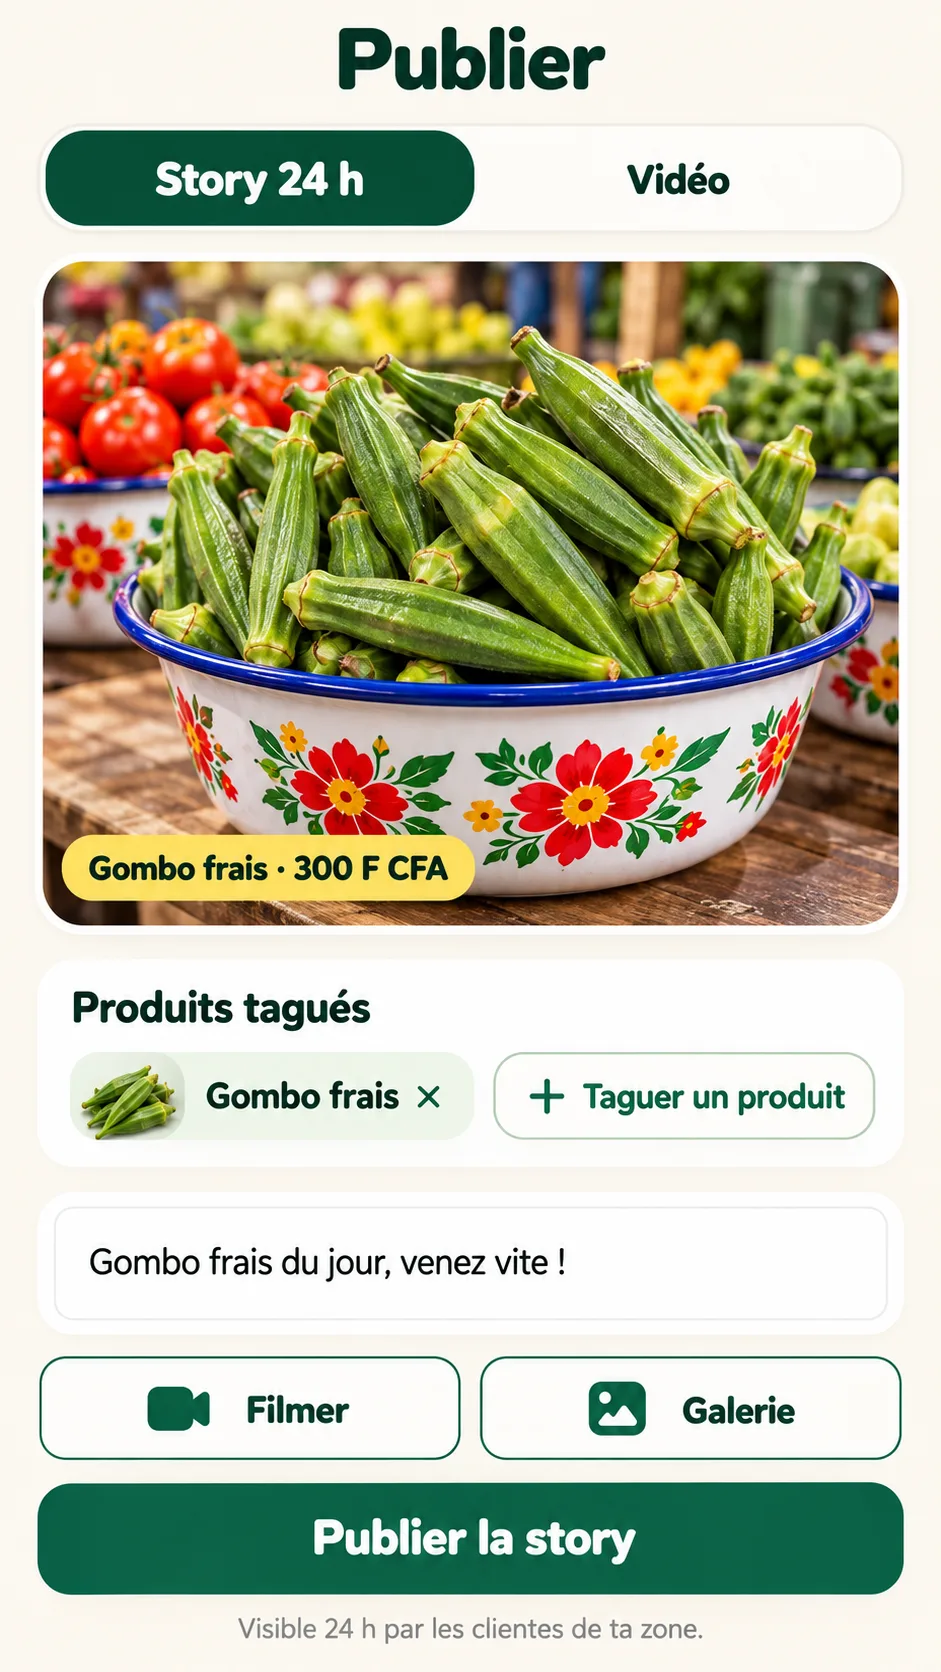 Publier
Story 24 h
Vidéo
Gombo frais · 300 F CFA
Produits tagués
Gombo frais
Taguer un produit
Gombo frais du jour, venez vite !
Filmer
Galerie
Publier la story
Visible 24 h par les clientes de ta zone.